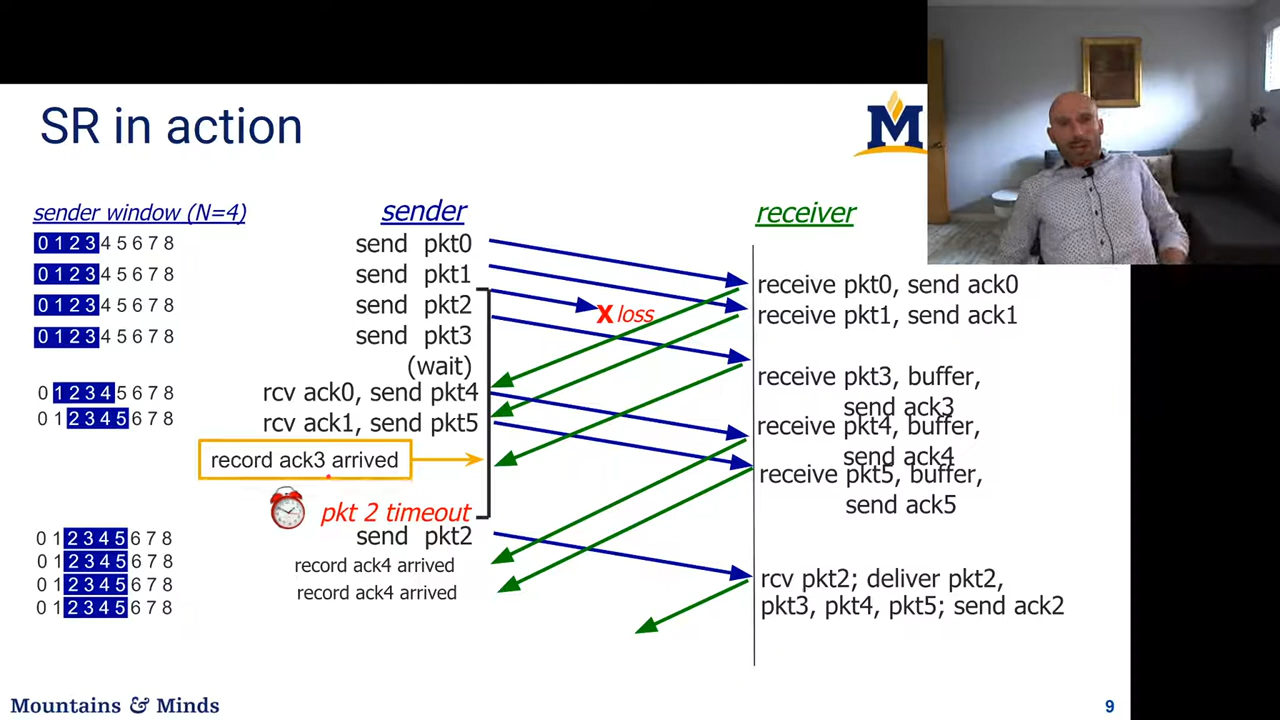 SR in action
M
sender window (N=4)
sender
receiver
0 1 2 3 4 5 6 7 8
send pkt0
0 1 2 3 4 5 6 7 8
send pkt1
0 1 2 3 4 5 6 7 8
send pkt2
0 1 2 3 4 5 6 7 8
send pkt3
(wait)
0 1 2 3 4 5 6 7 8
rcv ack0, send pkt4
0 1 2 3 4 5 6 7 8
rcv ack1, send pkt5
record ack3 arrived
pkt 2 timeout
0 1 2 3 4 5 6 7 8
send pkt2
0 1 2 3 4 5 6 7 8
record ack4 arrived
0 1 2 3 4 5 6 7 8
record ack4 arrived
0 1 2 3 4 5 6 7 8
X loss
receive pkt0, send ack0
receive pkt1, send ack1
receive pkt3, buffer,
send ack3
receive pkt4, buffer,
send ack4
receive pkt5, buffer,
send ack5
rcv pkt2; deliver pkt2,
pkt3, pkt4, pkt5; send ack2
Mountains & Minds
9